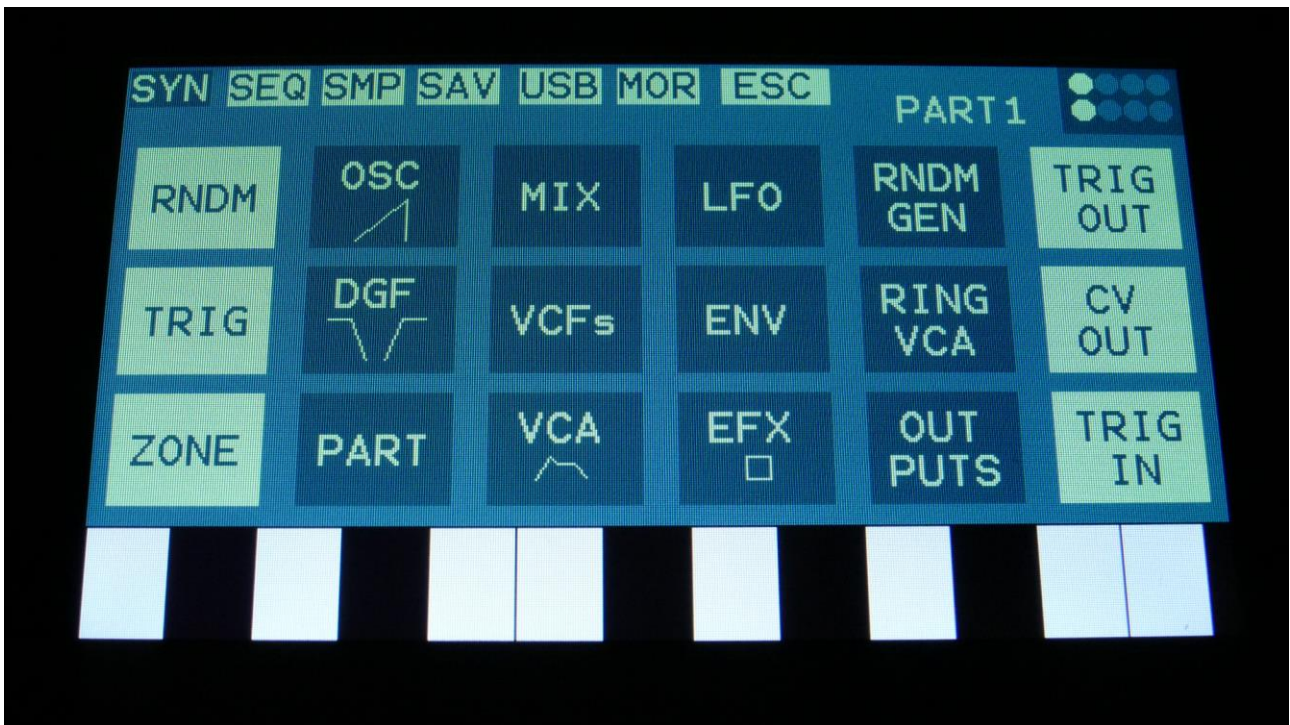 SYN SEQ SMP SAV USB MOR ESC
PART1
RNDM
OSC
MIX
LFO
RNDM
GEN
TRIG
OUT
TRIG
DGF
VCFs
ENV
RING
VCA
CV
OUT
ZONE
PART
VCA
EFX
OUT
PUTS
TRIG
IN